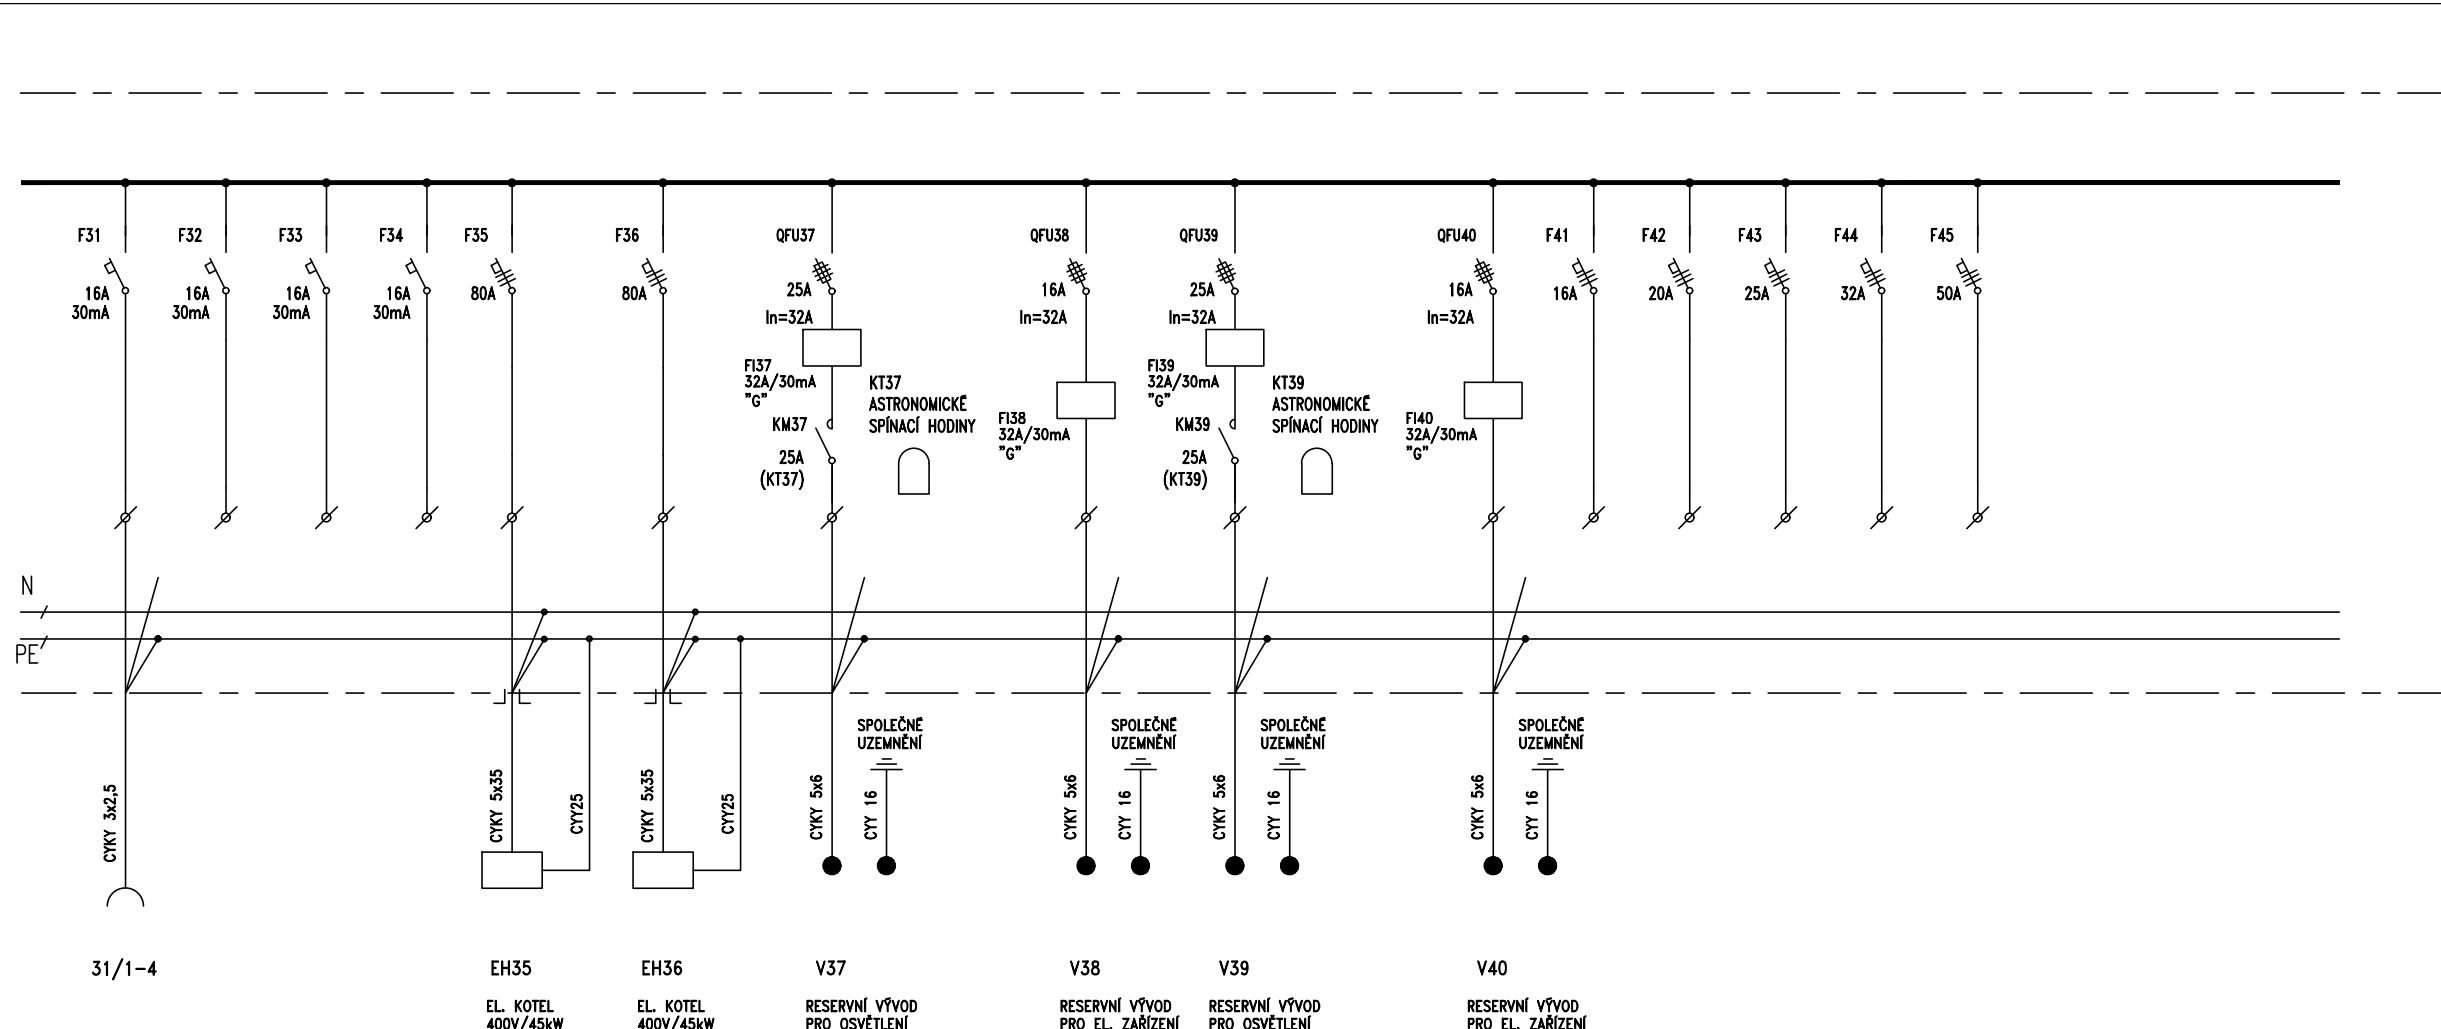 F31
F32
F33
F34
F35
F36
QFU37
QFU38
QFU39
QFU40
F41
F42
F43
F44
F45
16A
30mA
16A
30mA
16A
30mA
16A
30mA
80A
80A
25A
In=32A
16A
In=32A
25A
In=32A
16A
In=32A
16A
20A
25A
32A
50A
FI37
32A/30mA
"G"
KM37
25A
(KT37)
KT37
ASTRONOMICKÉ
SPÍNACÍ HODINY
FI38
32A/30mA
"G"
FI39
32A/30mA
"G"
KM39
25A
(KT39)
KT39
ASTRONOMICKÉ
SPÍNACÍ HODINY
FI40
32A/30mA
"G"
N
PE
CYKY 3x2,5
CYKY 5x35
CYY25
CYKY 5x35
CYY25
CYKY 5x6
SPOLEČNÉ
UZEMNĚNÍ
CYY 16
CYKY 5x6
SPOLEČNÉ
UZEMNĚNÍ
CYY 16
CYKY 5x6
SPOLEČNÉ
UZEMNĚNÍ
CYY 16
CYKY 5x6
SPOLEČNÉ
UZEMNĚNÍ
CYY 16
31/1-4
EH35
EL. KOTEL
400V/45kW
EH36
EL. KOTEL
400V/45kW
V37
RESERVNÍ VÝVOD
PRO OSVĚTLENÍ
V38
RESERVNÍ VÝVOD
PRO EL. ZAŘÍZENÍ
V39
RESERVNÍ VÝVOD
PRO OSVĚTLENÍ
V40
RESERVNÍ VÝVOD
PRO EL. ZAŘÍZENÍ